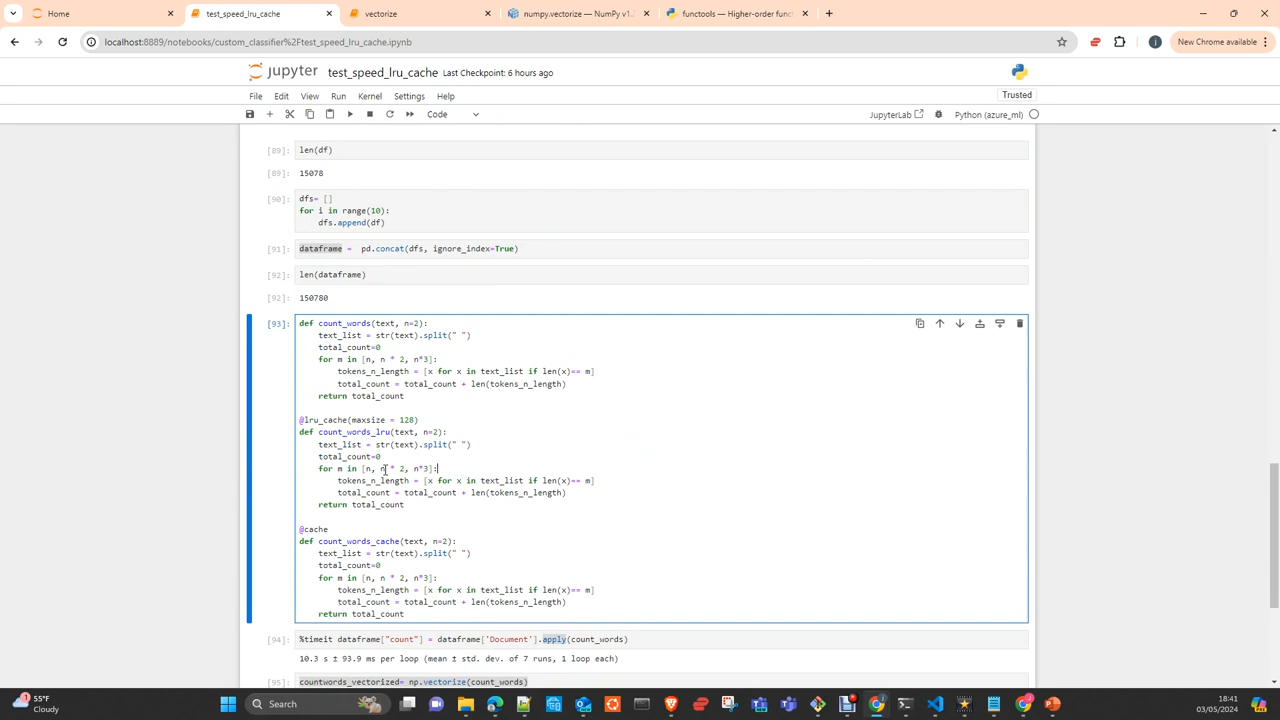 Home
test_speed_lru_cache
vectorize
numpy.vectorize — NumPy v1.
functools — Higher-order funct
localhost:8889/notebooks/custom_classifier%2Ftest_speed_lru_cache.ipynb
New Chrome available
jupyter test_speed_lru_cache Last Checkpoint: 6 hours ago
File Edit View Run Kernel Settings Help
Trusted
Code
JupyterLab
Python (azure_ml)
[89]: len(df)
[89]: 15078
[90]: dfs= []
for i in range(10):
dfs.append(df)
[91]: dataframe = pd.concat(dfs, ignore_index=True)
[92]: len(dataframe)
[92]: 150780
[93]: def count_words(text, n=2):
text_list = str(text).split(" ")
total_count=0
for m in [n, n * 2, n*3]:
tokens_n_length = [x for x in text_list if len(x)== m]
total_count = total_count + len(tokens_n_length)
return total_count
@lru_cache(maxsize = 128)
def count_words_lru(text, n=2):
text_list = str(text).split(" ")
total_count=0
for m in [n, n * 2, n*3]:
tokens_n_length = [x for x in text_list if len(x)== m]
total_count = total_count + len(tokens_n_length)
return total_count
@cache
def count_words_cache(text, n=2):
text_list = str(text).split(" ")
total_count=0
for m in [n, n * 2, n*3]:
tokens_n_length = [x for x in text_list if len(x)== m]
total_count = total_count + len(tokens_n_length)
return total_count
[94]: %timeit dataframe["count"] = dataframe['Document'].apply(count_words)
10.3 s ± 93.9 ms per loop (mean ± std. dev. of 7 runs, 1 loop each)
[95]: countwords_vectorized= np.vectorize(count_words)
55°F
Cloudy
Search
18:41
03/05/2024